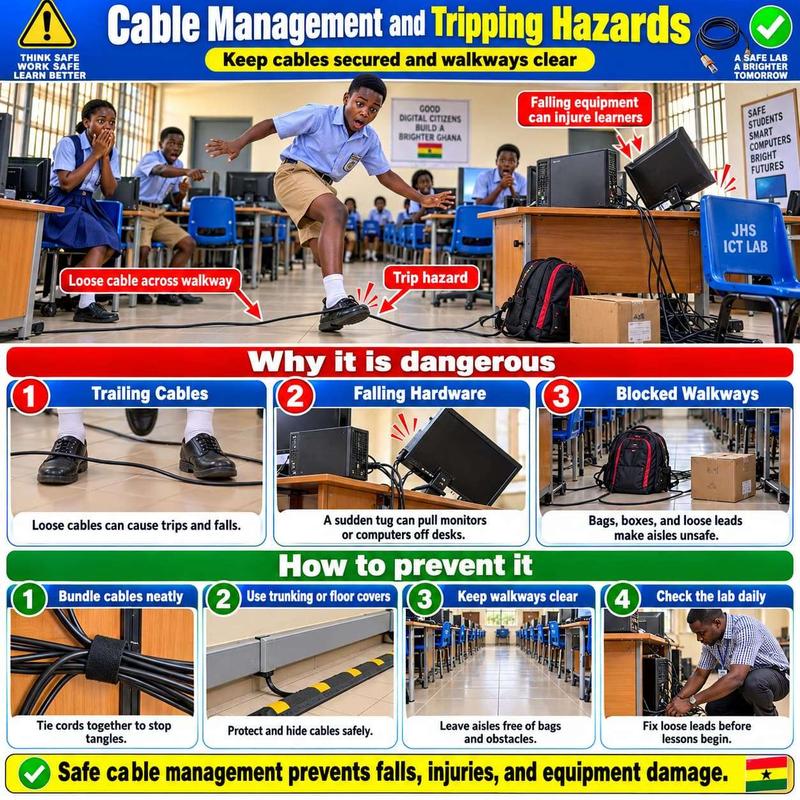 Cable Management and Tripping Hazards
Keep cables secured and walkways clear
THINK SAFE
WORK SAFE
LEARN BETTER
A SAFE LAB
A BRIGHTER
TOMORROW
GOOD
DIGITAL CITIZENS
BUILD A
BRIGHTER GHANA
Falling equipment
can injure learners
SAFE
STUDENTS
SMART
COMPUTERS
BRIGHT
FUTURES
JHS
ICT LAB
Loose cable across walkway
Trip hazard
Why it is dangerous
1 Trailing Cables
Loose cables can cause trips and falls.
2 Falling Hardware
A sudden tug can pull monitors
or computers off desks.
3 Blocked Walkways
Bags, boxes, and loose leads
make aisles unsafe.
How to prevent it
1 Bundle cables neatly
Tie cords together to stop
tangles.
2 Use trunking or floor covers
Protect and hide cables safely.
3 Keep walkways clear
Leave aisles free of bags
and obstacles.
4 Check the lab daily
Fix loose leads before
lessons begin.
Safe cable management prevents falls, injuries, and equipment damage.